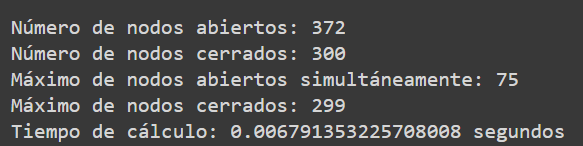 Número de nodos abiertos: 372
Número de nodos cerrados: 300
Máximo de nodos abiertos simultáneamente: 75
Máximo de nodos cerrados: 299
Tiempo de cálculo: 0.006791353225708008 segundos